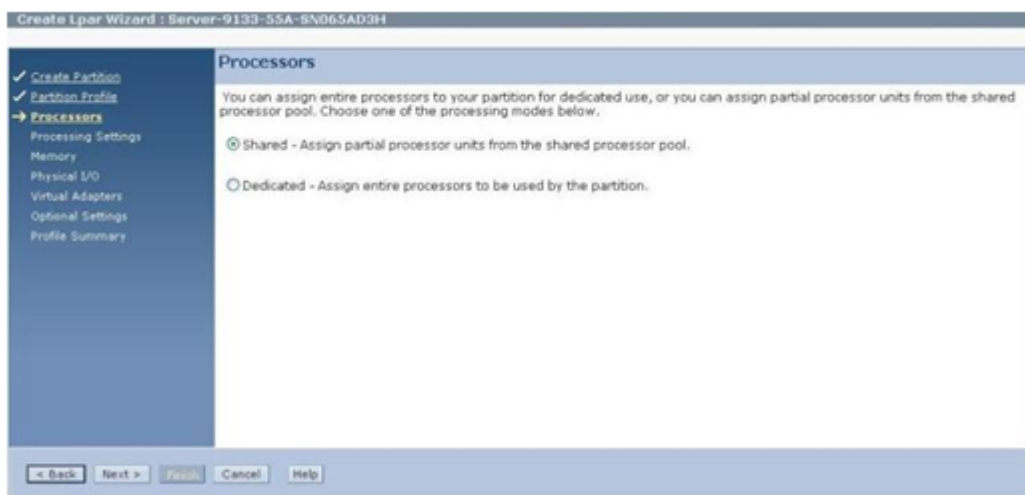 Create Lpar Wizard : Server-9133-55A-SN065AD3H
Create Partition
Partition Profile
Processors
Processing Settings
Memory
Physical I/O
Virtual Adapters
Optional Settings
Profile Summary
Processors
You can assign entire processors to your partition for dedicated use, or you can assign partial processor units from the shared
processor pool. Choose one of the processing modes below.
Shared - Assign partial processor units from the shared processor pool.
Dedicated - Assign entire processors to be used by the partition.
< Back Next > Finish Cancel Help